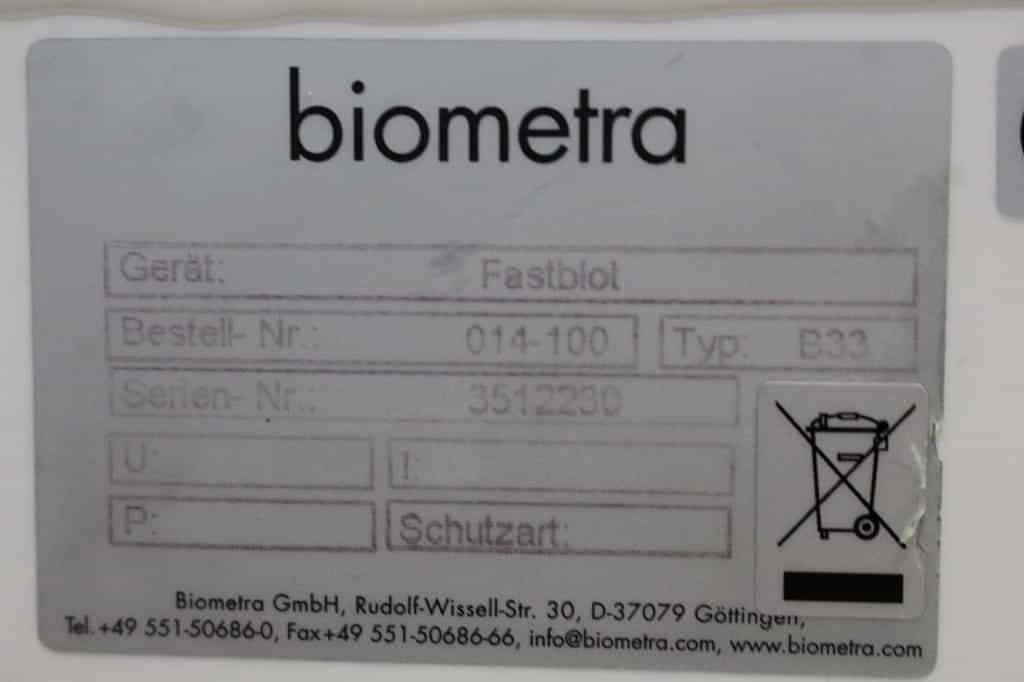 biometra
Gerät: Fastblot
Bestell- Nr.: 014-100 Typ: B33
Serien- Nr.: 3512230
U: I:
P: Schutzart:
Biometra GmbH, Rudolf-Wissell-Str. 30, D-37079 Göttingen,
Tel. +49 551-50686-0, Fax+49 551-50686-66, info@biometra.com, www.biometra.com